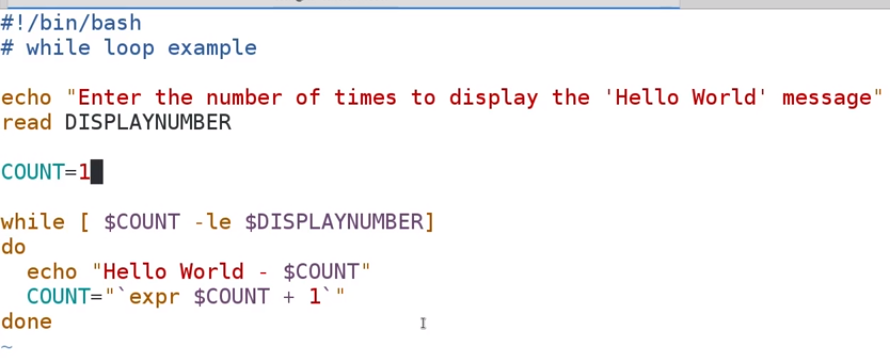 #!/bin/bash
# while loop example
echo "Enter the number of times to display the 'Hello World' message"
read DISPLAYNUMBER
COUNT=1
while [ $COUNT -le $DISPLAYNUMBER]
do
  echo "Hello World - $COUNT"
  COUNT="`expr $COUNT + 1`"
done
~